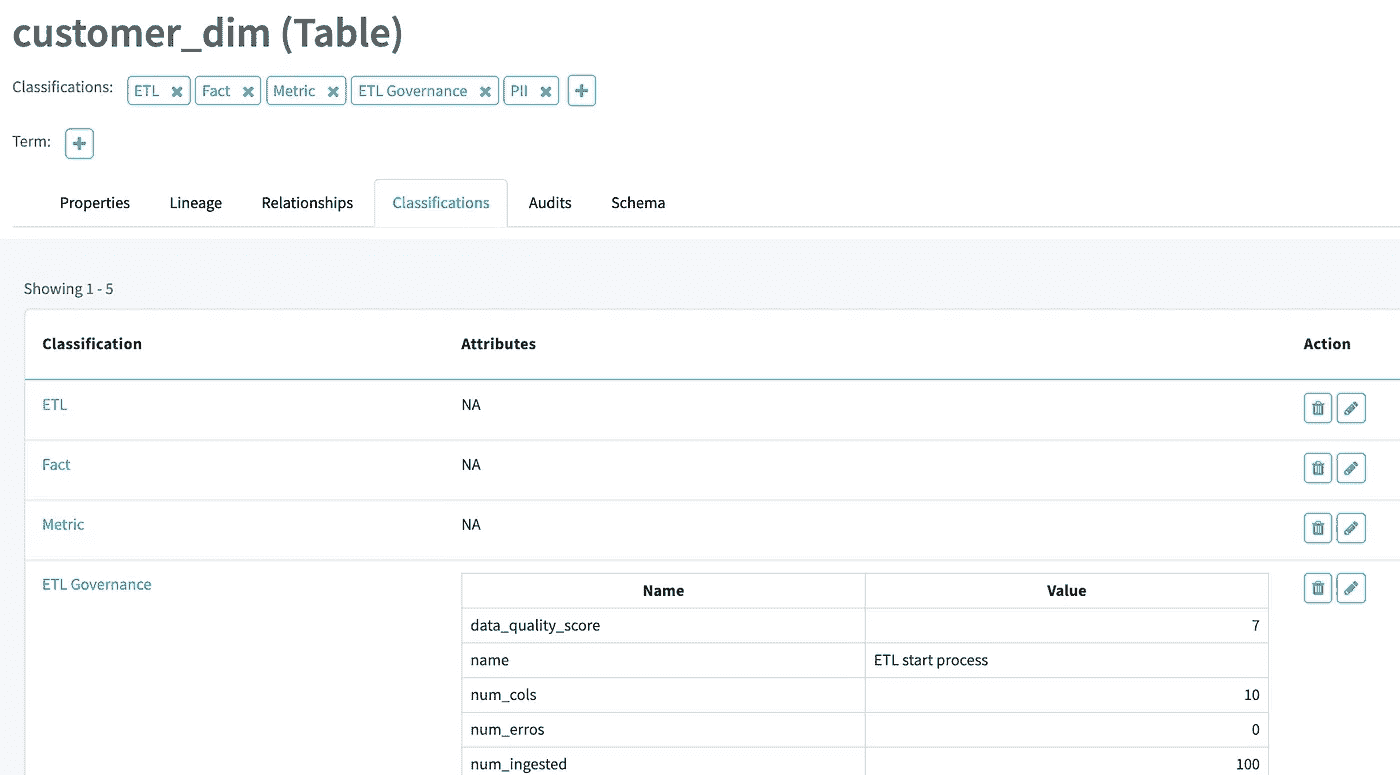 customer_dim (Table)
Classifications: ETL Fact Metric ETL Governance PII
Term:
Properties Lineage Relationships Classifications Audits Schema
Showing 1 - 5
Classification Attributes Action
ETL NA
Fact NA
Metric NA
ETL Governance Name Value
data_quality_score 7
name ETL start process
num_cols 10
num_erros 0
num_ingested 100